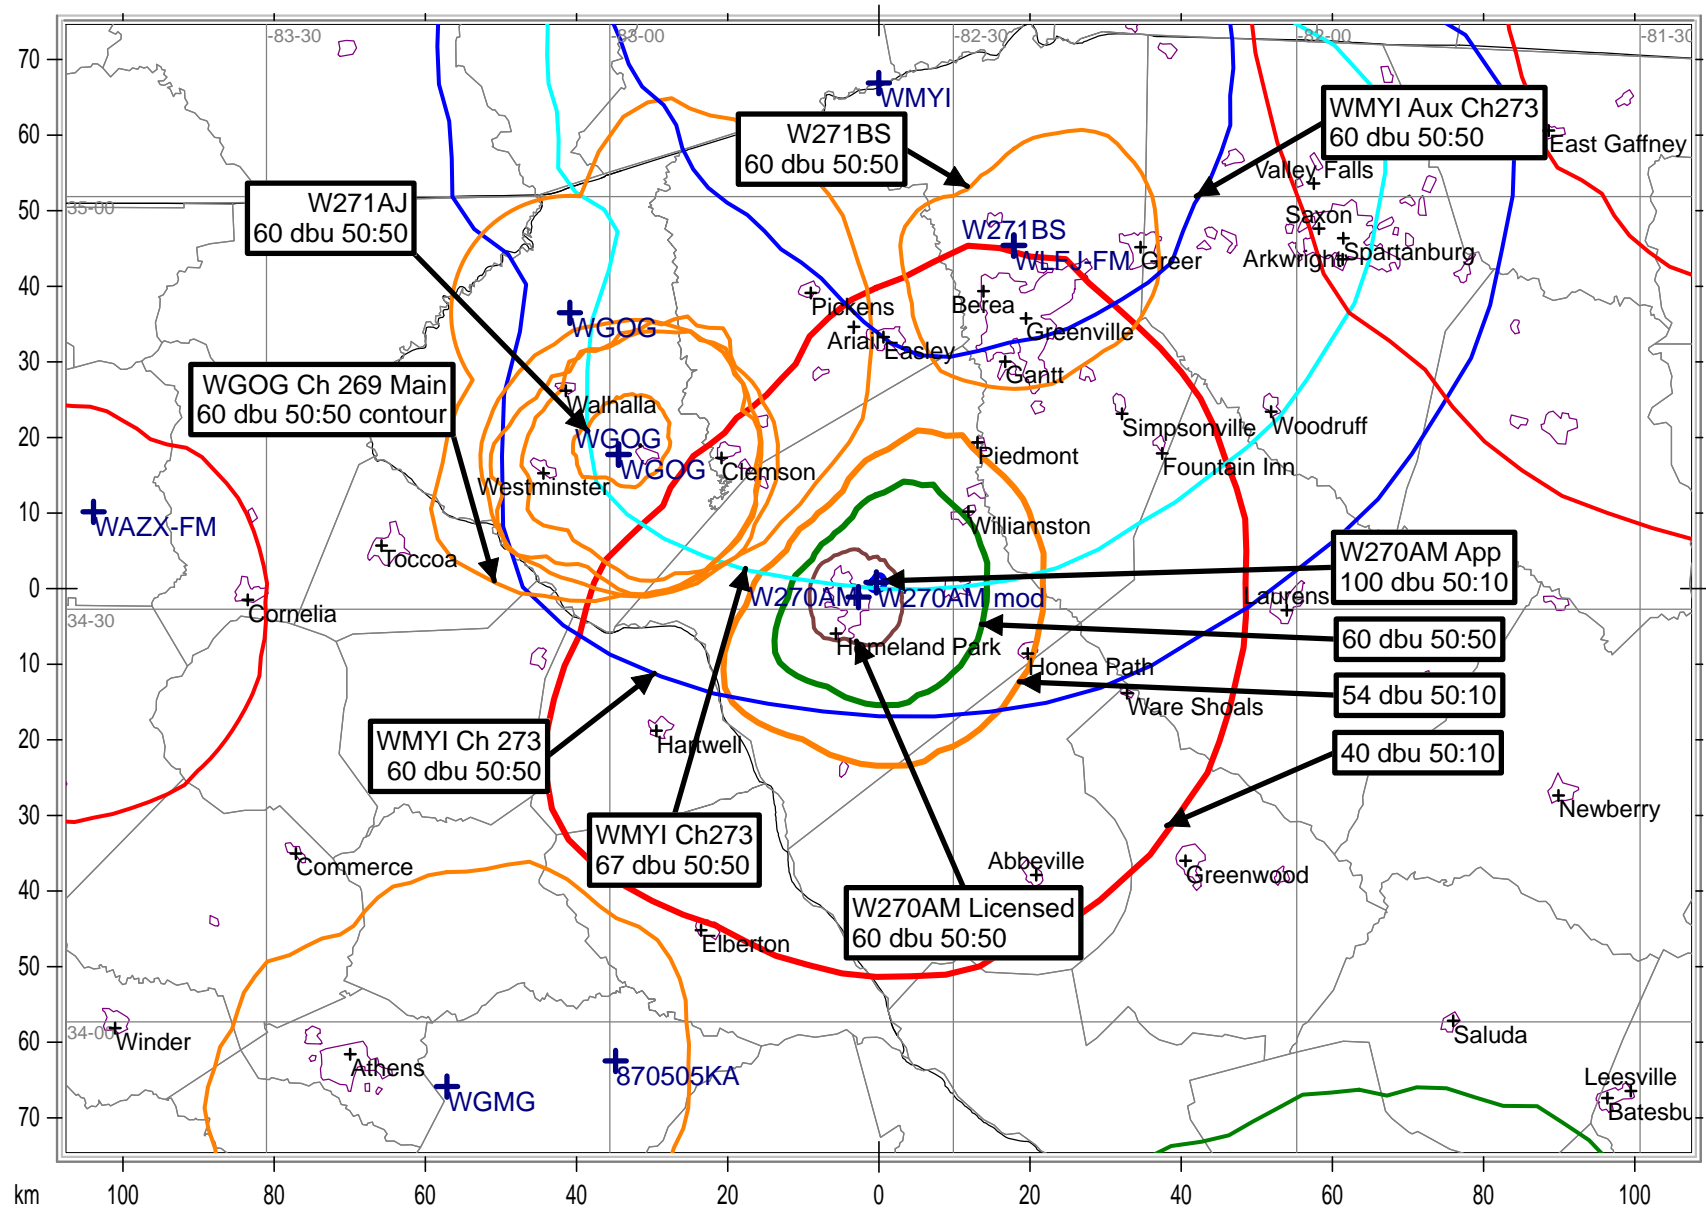 -83-30
-83-00
-82-30
-82-00
-81-30
70
60
50
40
30
20
10
0
10
20
30
40
50
60
70
WMYI
W271BS
60 dbu 50:50
WMYI Aux Ch273
60 dbu 50:50
East Gaffney
Valley Falls
W271AJ
60 dbu 50:50
35-00
Saxon
W271BS
WLFJ-FM
Greer
Arkwright
Spartanburg
Pickens
Berea
WGOG
Ariail
Easley
Greenville
Gantt
WGOG Ch 269 Main
60 dbu 50:50 contour
Walhalla
Simpsonville
Woodruff
WGOG
WGOG
Clemson
Piedmont
Fountain Inn
Westminster
WAZX-FM
Williamston
Toccoa
W270AM App
100 dbu 50:10
W270AM
W270AM mod
Laurens
Cornelia
34-30
60 dbu 50:50
Homeland Park
Honea Path
54 dbu 50:10
Ware Shoals
Hartwell
WMYI Ch 273
60 dbu 50:50
40 dbu 50:10
Newberry
WMYI Ch273
67 dbu 50:50
Commerce
Abbeville
Greenwood
W270AM Licensed
60 dbu 50:50
Elberton
34-00
Winder
Saluda
Athens
870505KA
WGMG
Leesville
Batesbu
km
100
80
60
40
20
0
20
40
60
80
100